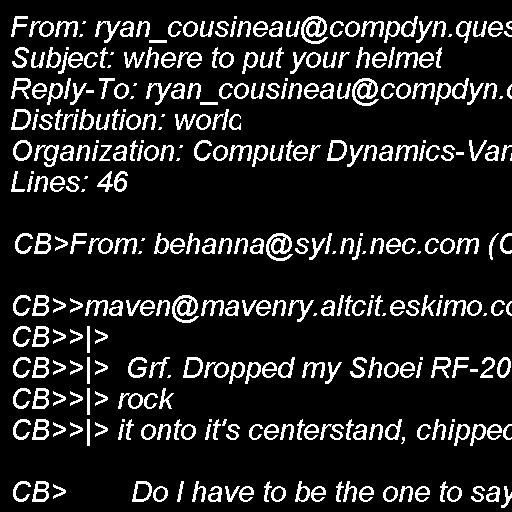 From: ryan_cousineau@compdyn.ques
Subject: where to put your helmet
Reply-To: ryan_cousineau@compdyn.
Distribution: world
Organization: Computer Dynamics-Van
Lines: 46
CB>From: behanna@syl.nj.nec.com (C
CB>>maven@mavenry.altcit.eskimo.co
CB>>|>
CB>>|>  Grf. Dropped my Shoei RF-20
CB>>|> rock
CB>>|> it onto it's centerstand, chipped
CB>        Do I have to be the one to say